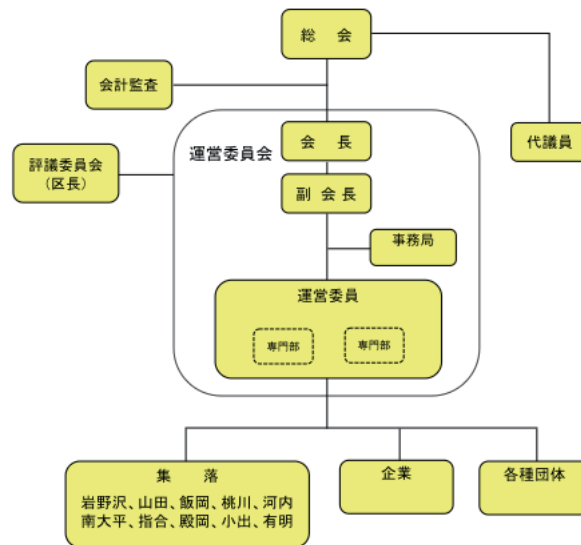 総　会
会計監査
代議員
運営委員会
会　長
評議委員会
(区長)
副 会 長
事務局
運営委員
専門部
専門部
集　落
岩野沢、山田、飯岡、桃川、河内
南大平、指合、殿岡、小出、有明
企業
各種団体